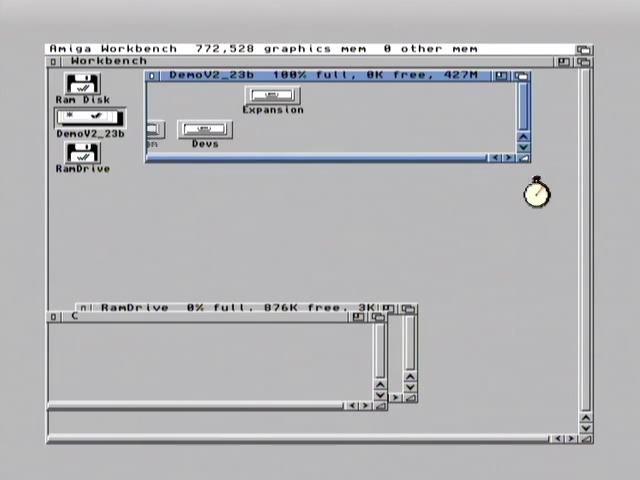 Amiga Workbench  772,528 graphics mem  0 other mem
Workbench
DemoV2_23b  100% full, 0K free, 427M
Ram Disk
Expansion
DemoV2_23b
Devs
RamDrive
RamDrive  0% full, 876K free, 3K
C